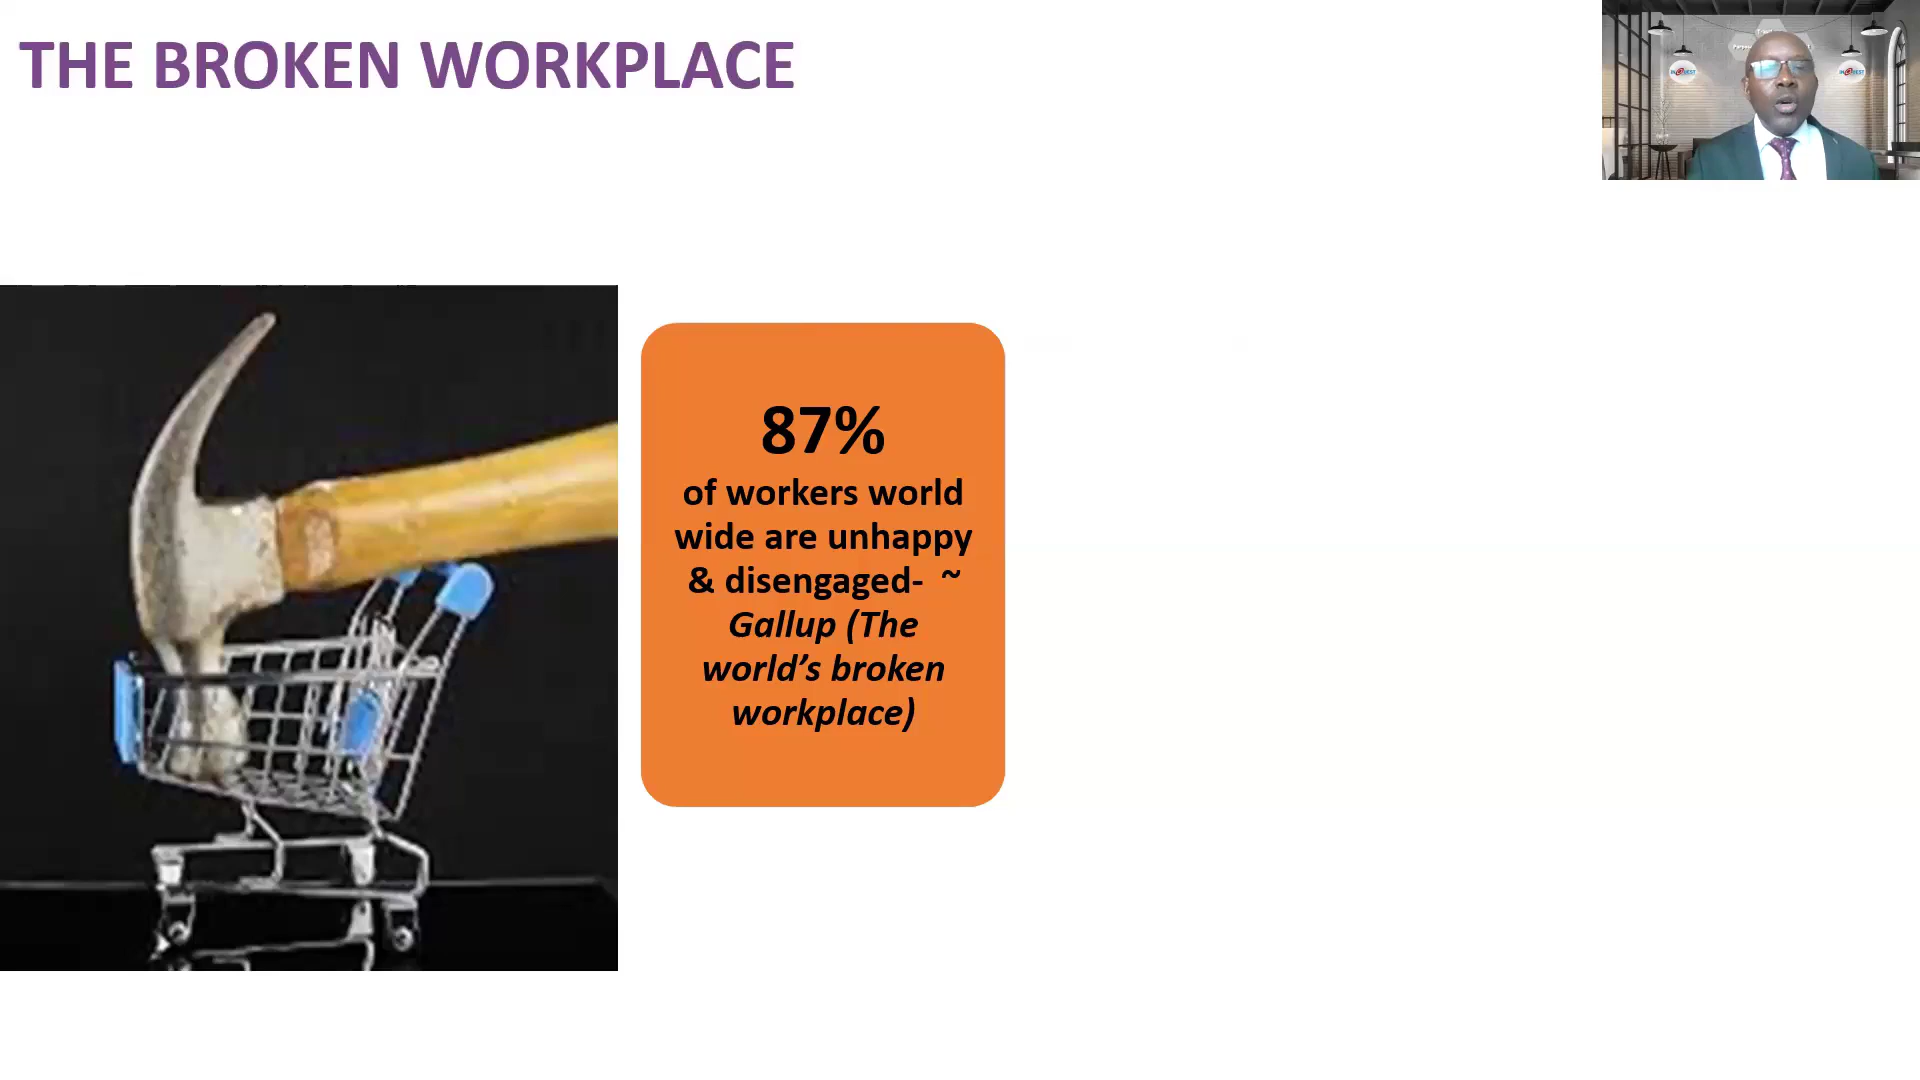 THE BROKEN WORKPLACE
87%
of workers world
wide are unhappy
& disengaged-  ~
Gallup (The
world’s broken
workplace)